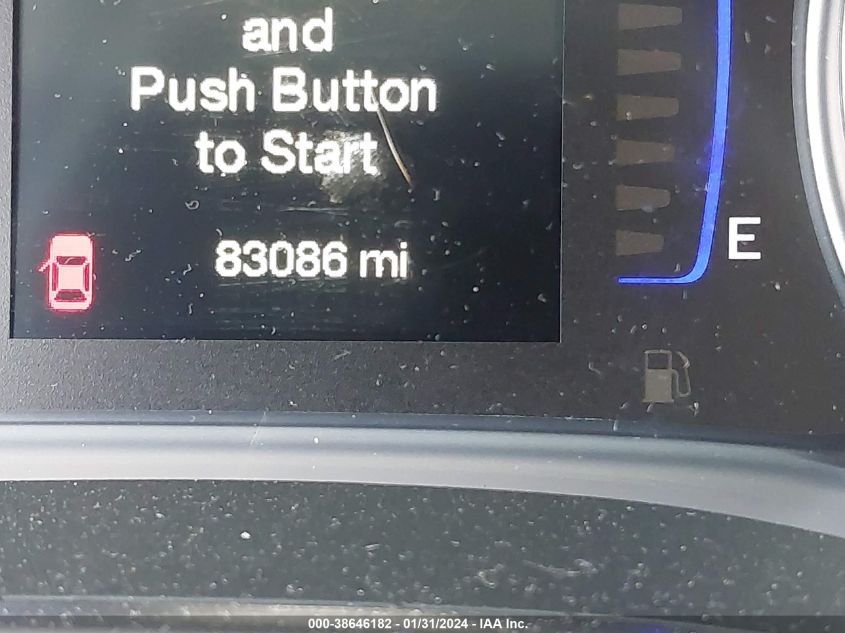 and
Push Button
to Start
83086 mi
E
000-38646182 - 01/31/2024 - IAA Inc.